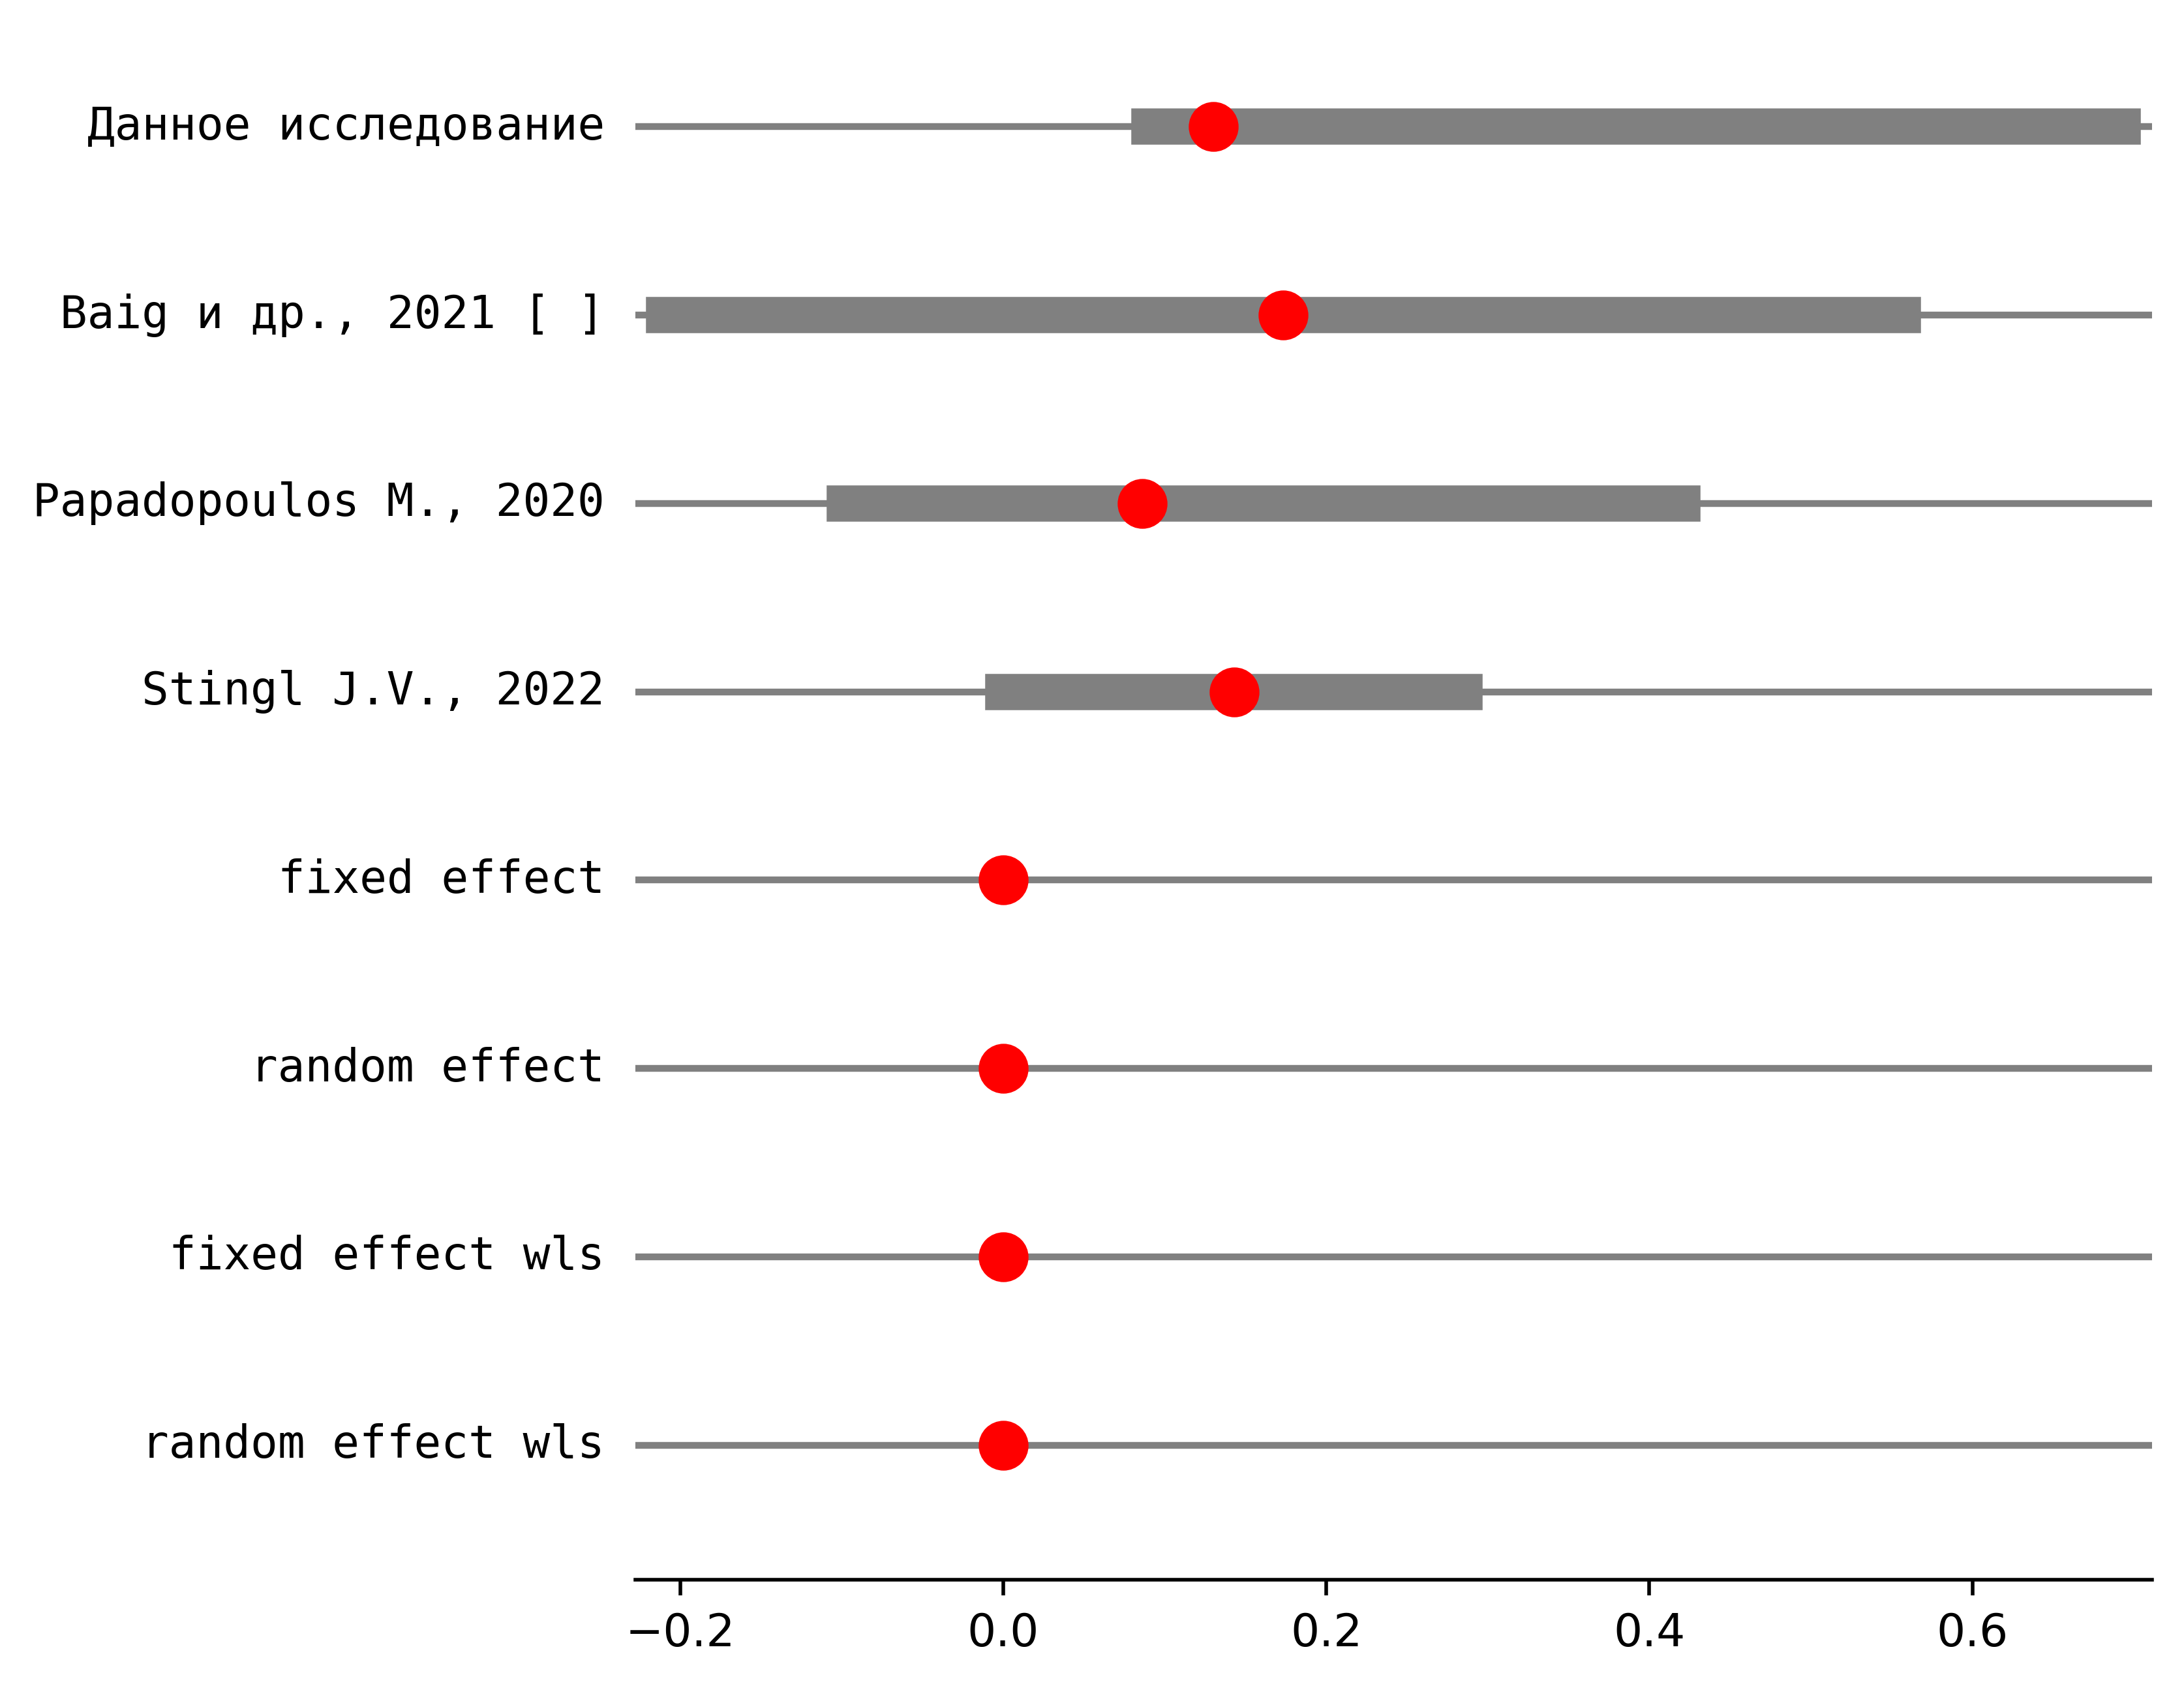 Данное исследование
Baig и др., 2021 [ ]
Papadopoulos M., 2020
Stingl J.V., 2022
fixed effect
random effect
fixed effect wls
random effect wls
−0.2 0.0 0.2 0.4 0.6